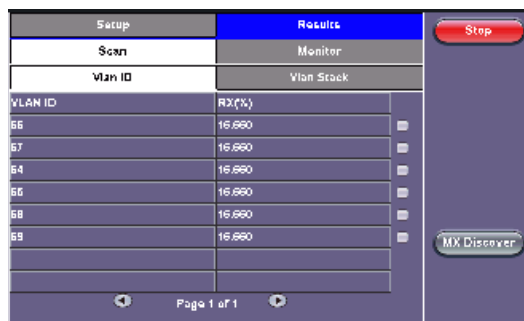 Setup Results Stop
Scan Monitor
Vlan ID Vlan Stack
VLAN ID RX(%)
66 16.660
67 16.660
64 16.660
65 16.660
68 16.660
69 16.660
MX Discover
Page 1 of 1